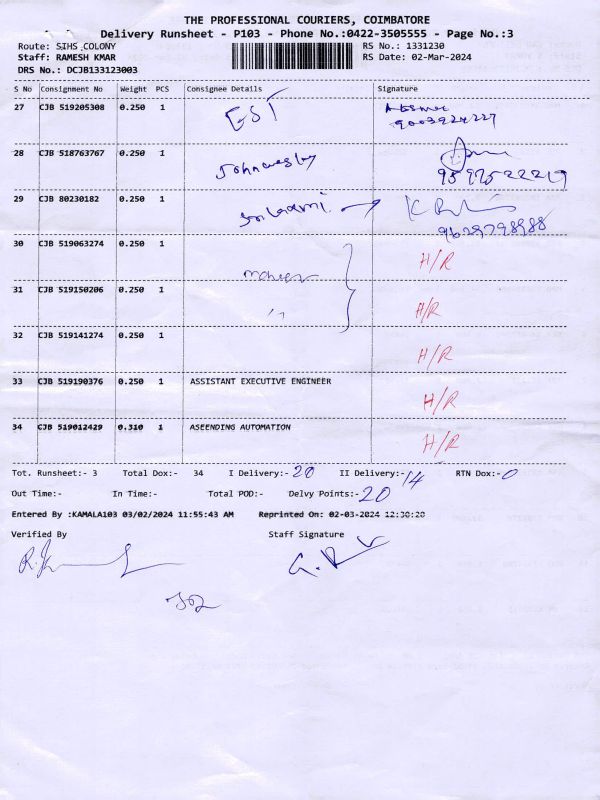 THE PROFESSIONAL COURIERS, COIMBATORE
Delivery Runsheet - P103 - Phone No.:0422-3505555 - Page No.:3
Route: SIHS COLONY RS No.: 1331230
Staff: RAMESH KMAR RS Date: 02-Mar-2024
DRS No.: DCJB133123003
S No Consignment No Weight PCS Consignee Details Signature
27 CJB 519205308 0.250 1 GST
9003924227
28 CJB 518763767 0.250 1 Johnwesley
9597522219
29 CJB 80230182 0.250 1
9629798988
30 CJB 519063274 0.250 1 H/R
31 CJB 519150206 0.250 1 H/R
32 CJB 519141274 0.250 1 H/R
33 CJB 519190376 0.250 1 ASSISTANT EXECUTIVE ENGINEER H/R
34 CJB 519012429 0.310 1 ASEENDING AUTOMATION H/R
Tot. Runsheet:- 3 Total Dox:- 34 I Delivery:- 20 II Delivery:- 14 RTN Dox:- 0
Out Time:- In Time:- Total POD:- Delvy Points:- 20
Entered By :KAMALA103 03/02/2024 11:55:43 AM Reprinted On: 02-03-2024 12:30:20
Verified By Staff Signature